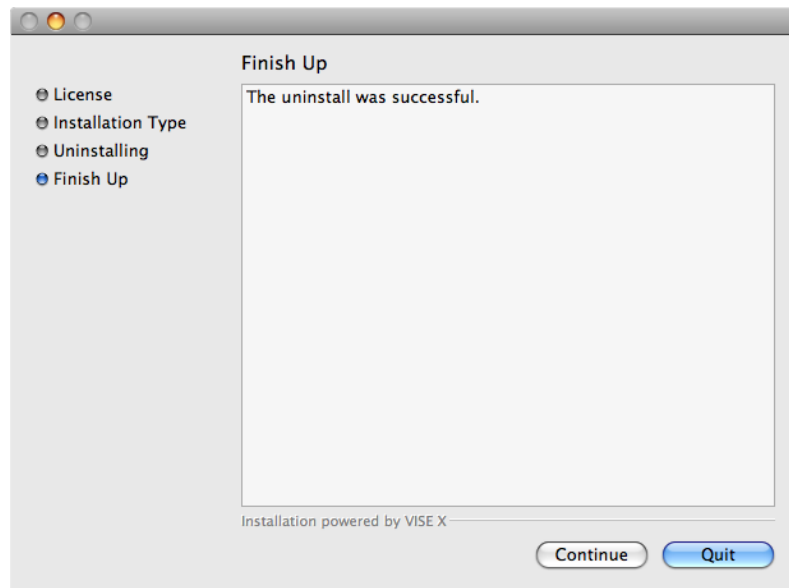 License
Installation Type
Uninstalling
Finish Up
Finish Up
The uninstall was successful.
Installation powered by VISE X
Continue
Quit